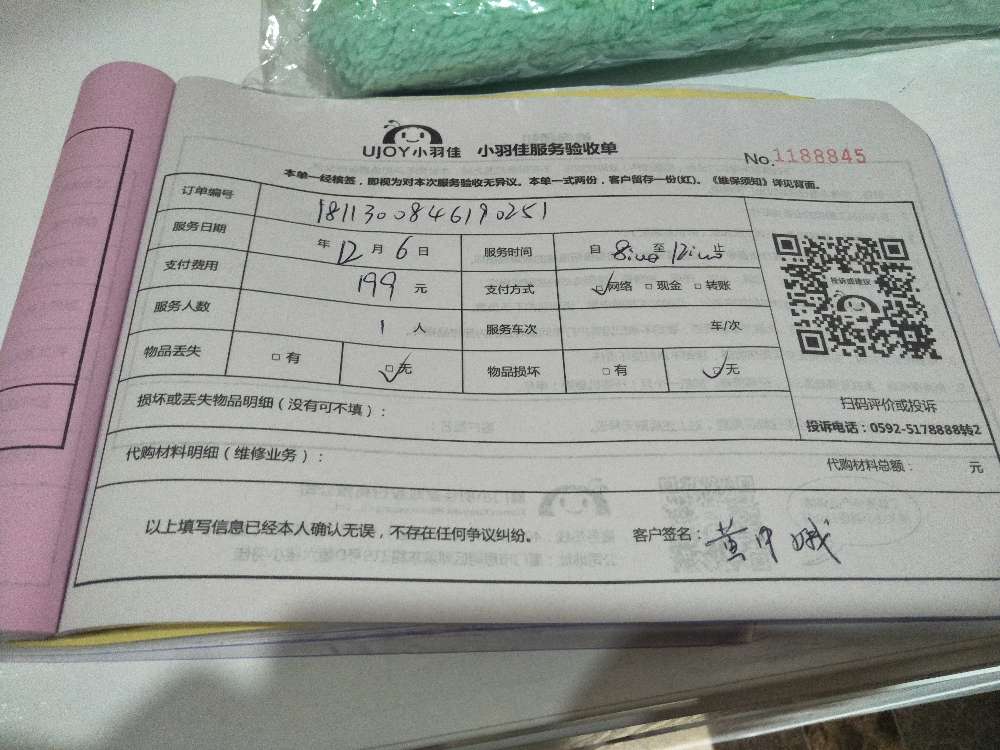 UJOY小羽佳 小羽佳服务验收单 No.1188845
本单一经核签，即视为对本次服务验收无异议。本单一式两份，客户留存一份(红)。《维保须知》详见背面。
订单编号 1811300846190251
服务日期 年 12 月 6 日 服务时间 自 8:00 至 12:00 止
支付费用 199 元 支付方式 ☑网络 □现金 □转账
服务人数 1 人 服务车次 车/次
物品丢失 □有 ☑无 物品损坏 □有 ☑无
投诉或建议
扫码评价或投诉
投诉电话：0592-5178888转2
损坏或丢失物品明细（没有可不填）：
代购材料明细（维修业务）： 代购材料总额： 元
以上填写信息已经本人确认无误，不存在任何争议纠纷。 客户签名：黄甲娥